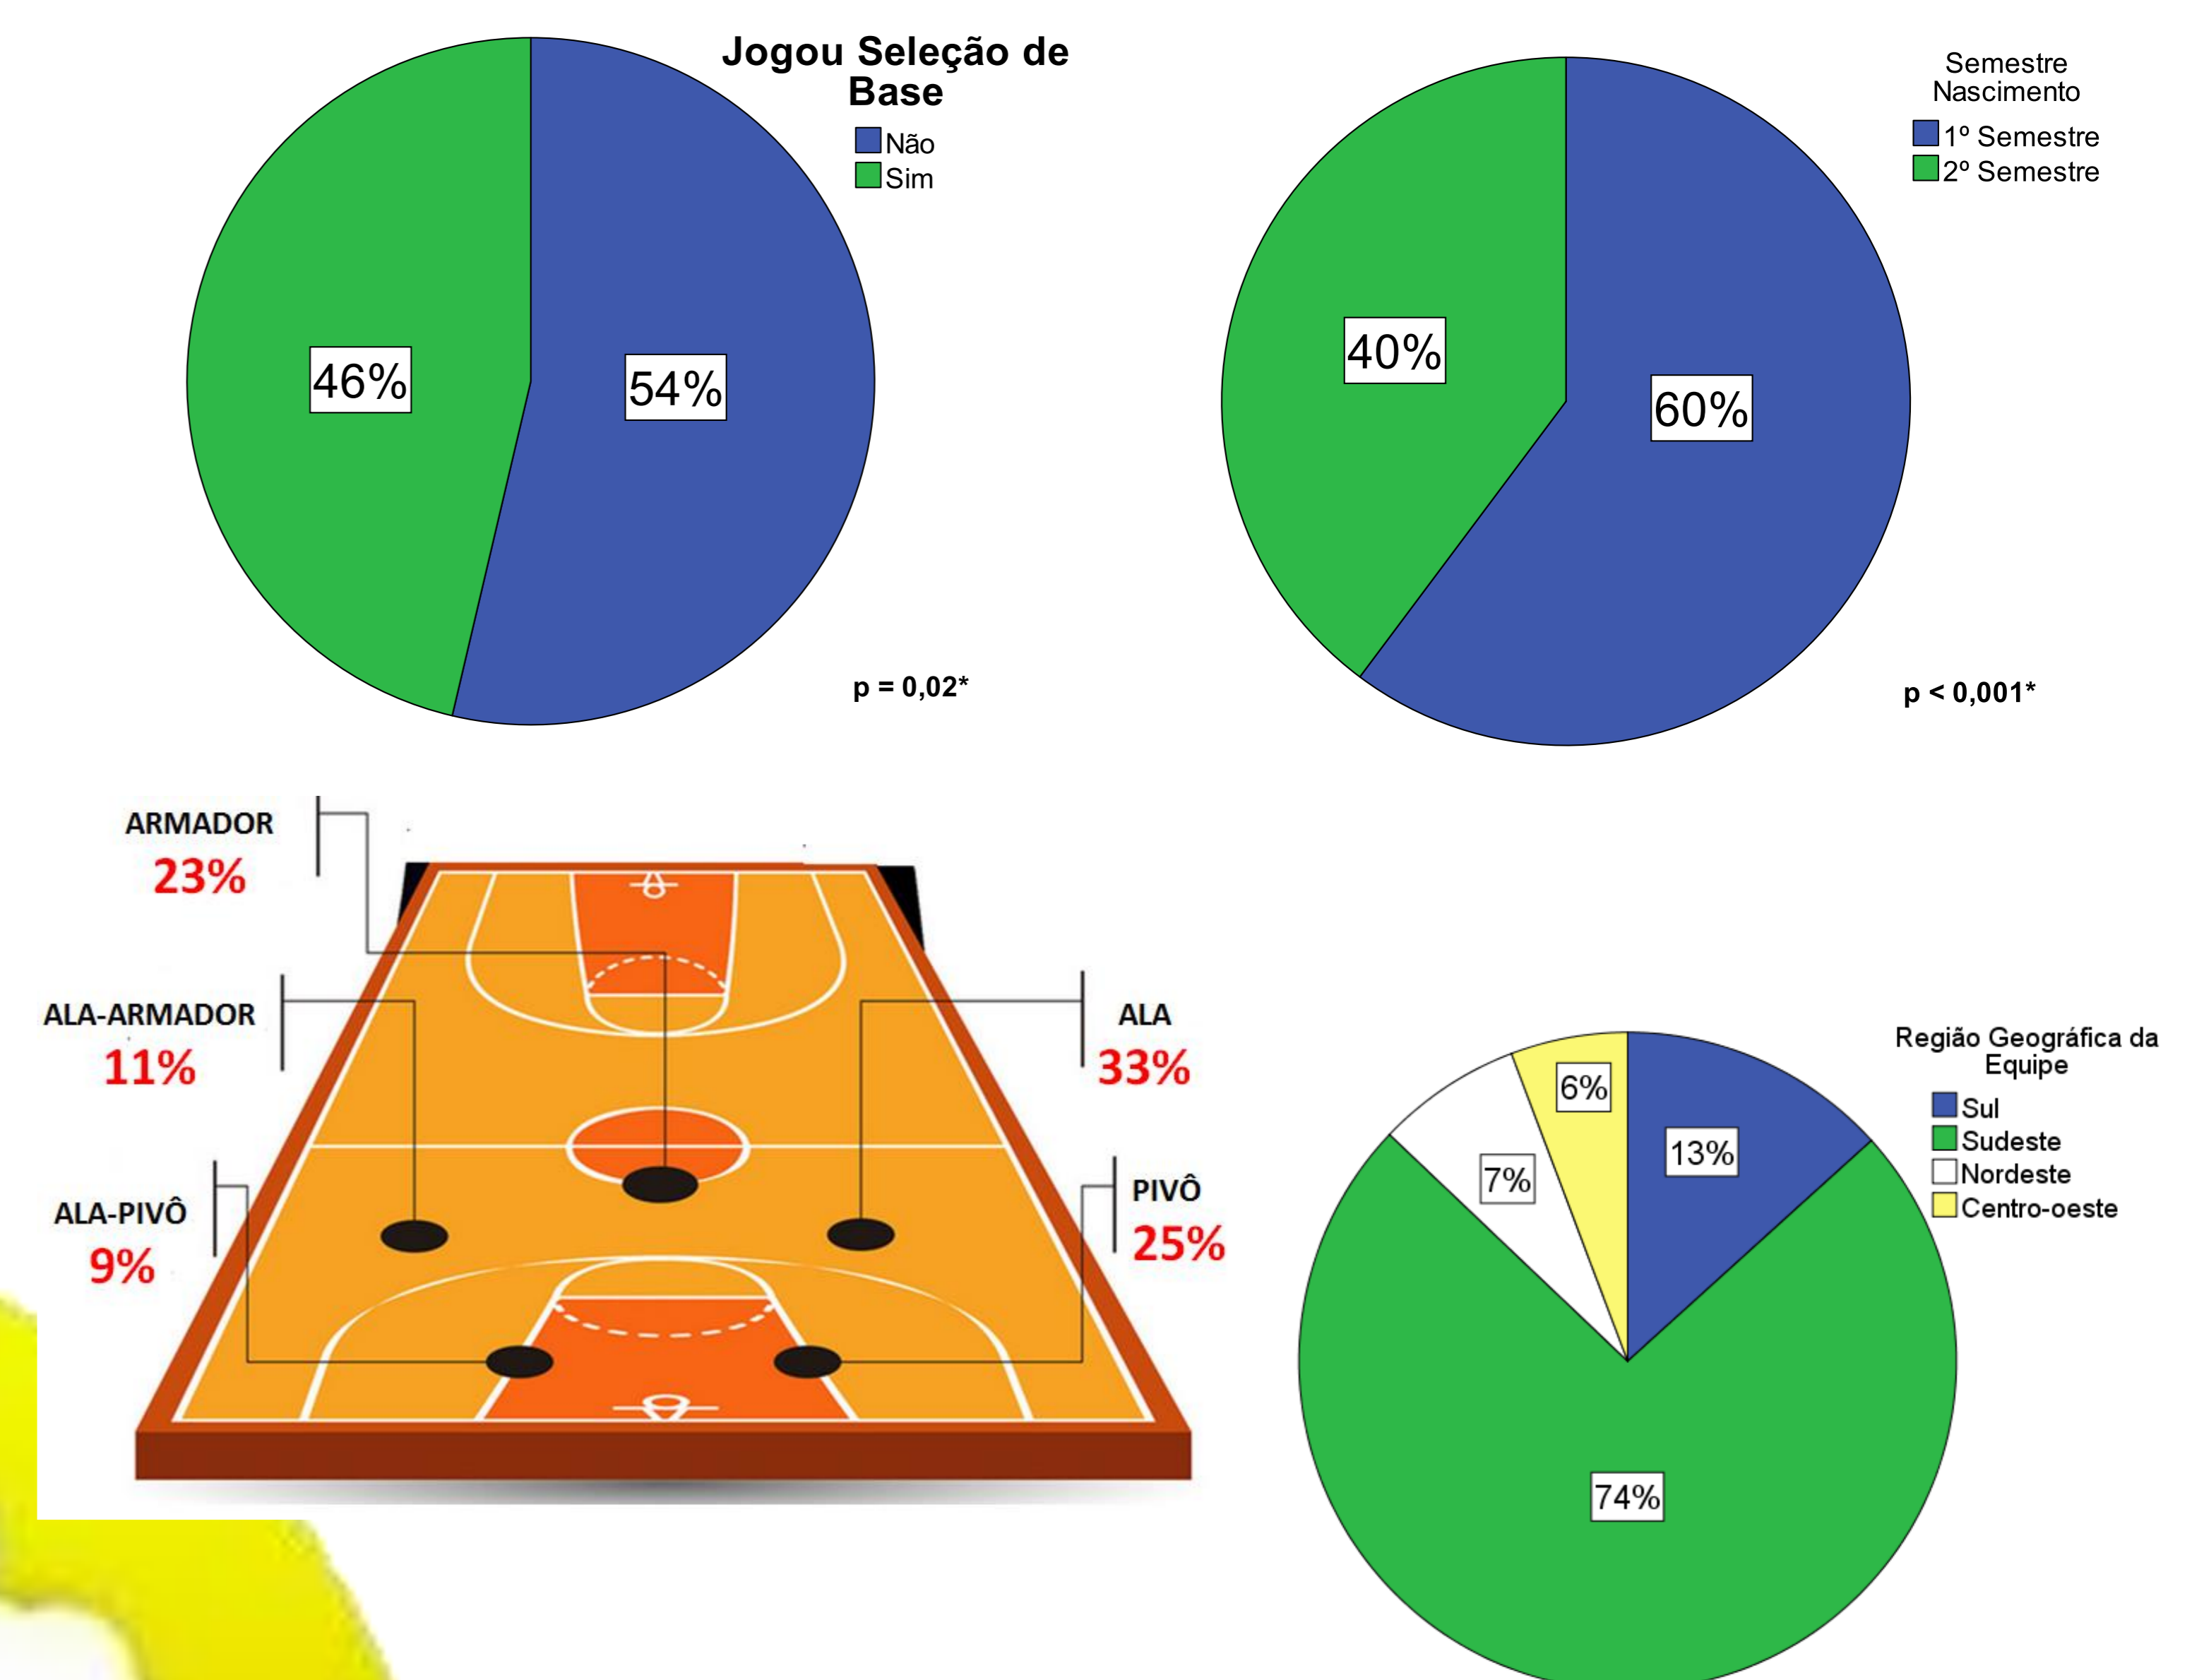 Jogou Seleção de
Base
Não
Sim
46%
54%
p = 0,02*
Semestre
Nascimento
1º Semestre
2º Semestre
40%
60%
p < 0,001*
ARMADOR
23%
ALA-ARMADOR
11%
ALA-PIVÔ
9%
ALA
33%
PIVÔ
25%
Região Geográfica da
Equipe
Sul
Sudeste
Nordeste
Centro-oeste
6%
13%
7%
74%